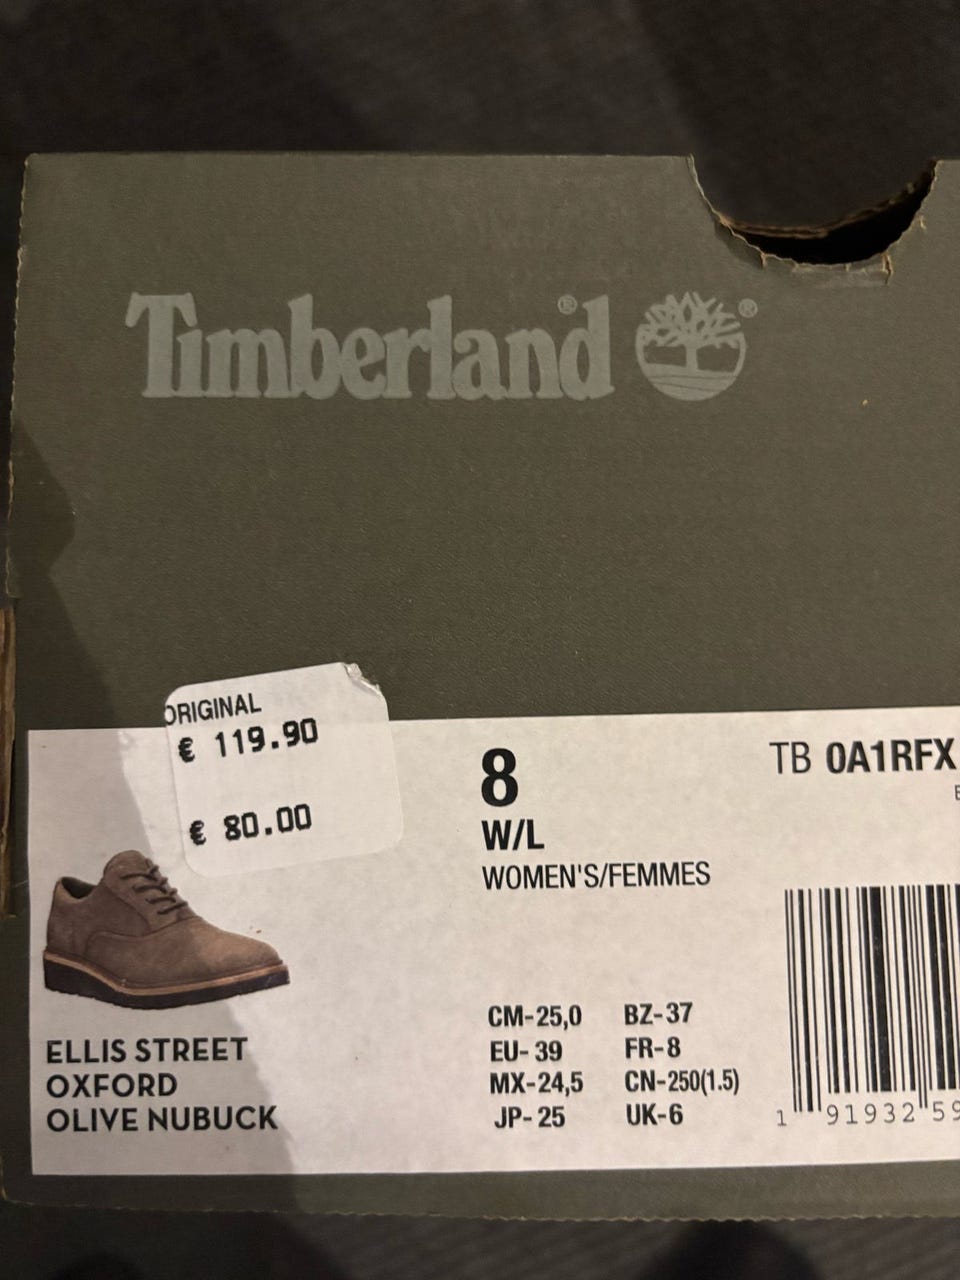 Timberland®
®
ORIGINAL
€ 119.90
€ 80.00
8
W/L
WOMEN'S/FEMMES
TB 0A1RFX
CM-25,0 BZ-37
EU-39 FR-8
MX-24,5 CN-250(1.5)
JP-25 UK-6
ELLIS STREET
OXFORD
OLIVE NUBUCK
1 91932 59